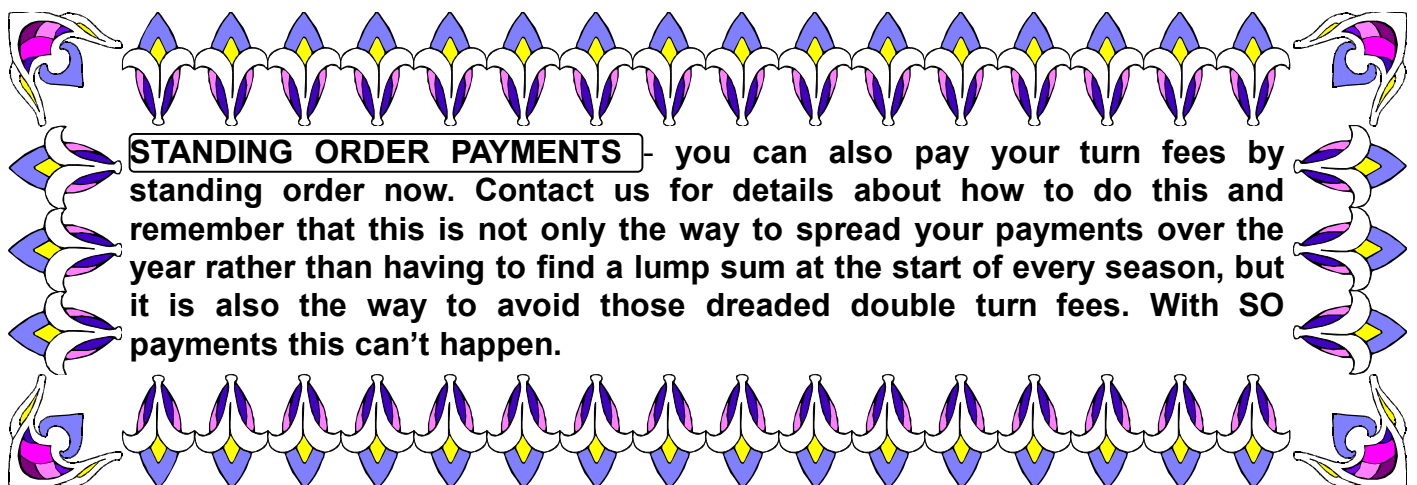 STANDING ORDER PAYMENTS - you can also pay your turn fees by
standing order now. Contact us for details about how to do this and
remember that this is not only the way to spread your payments over the
year rather than having to find a lump sum at the start of every season, but
it is also the way to avoid those dreaded double turn fees. With SO
payments this can’t happen.